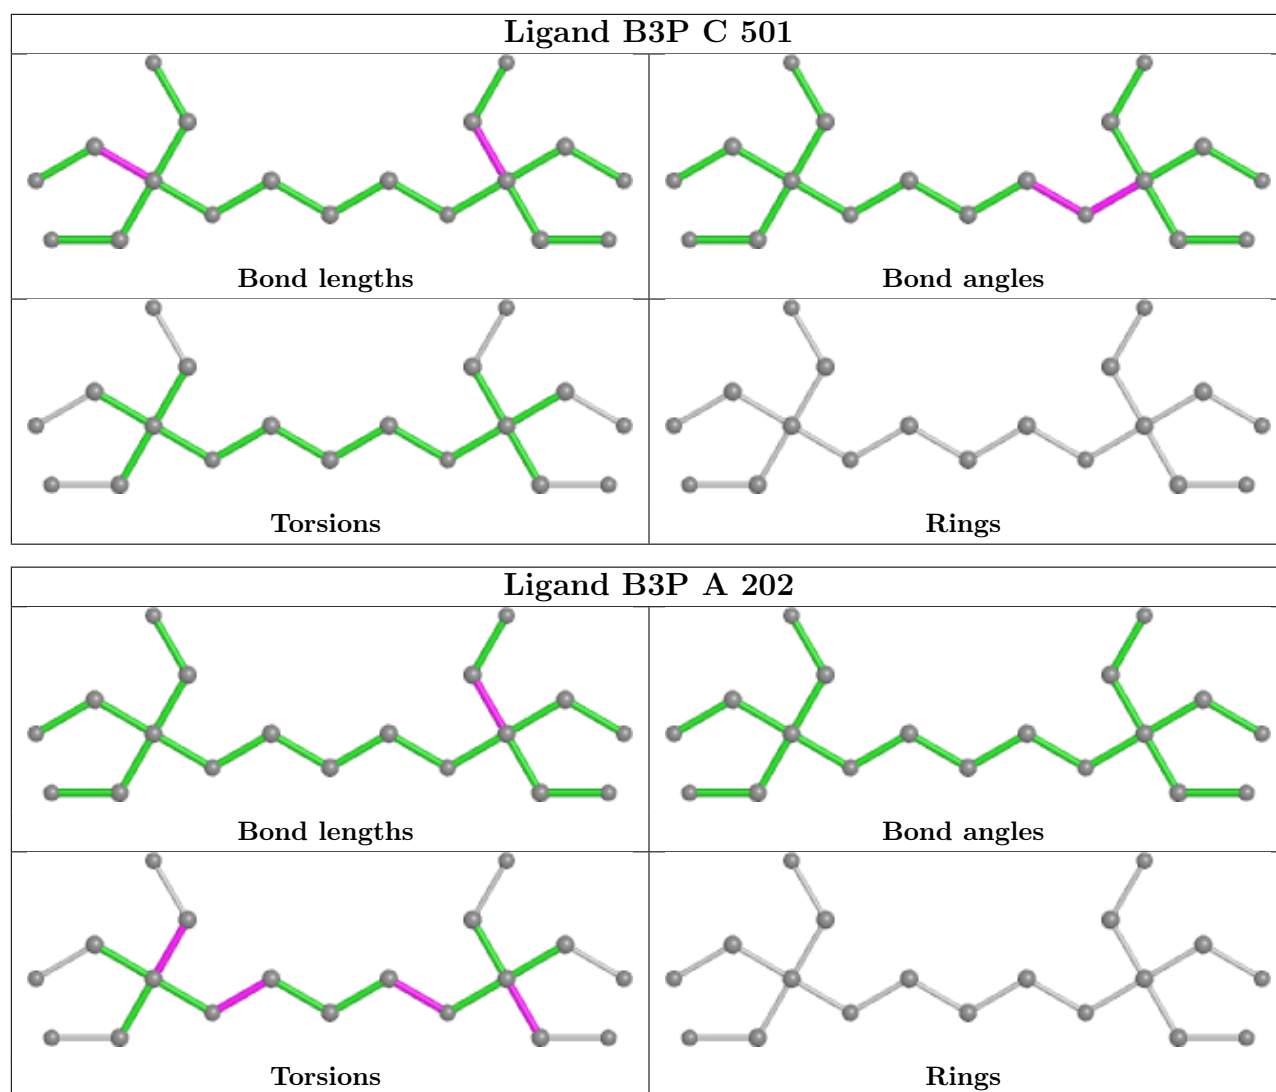 Ligand B3P C 501
Bond lengths
Bond angles
Torsions
Rings
Ligand B3P A 202
Bond lengths
Bond angles
Torsions
Rings